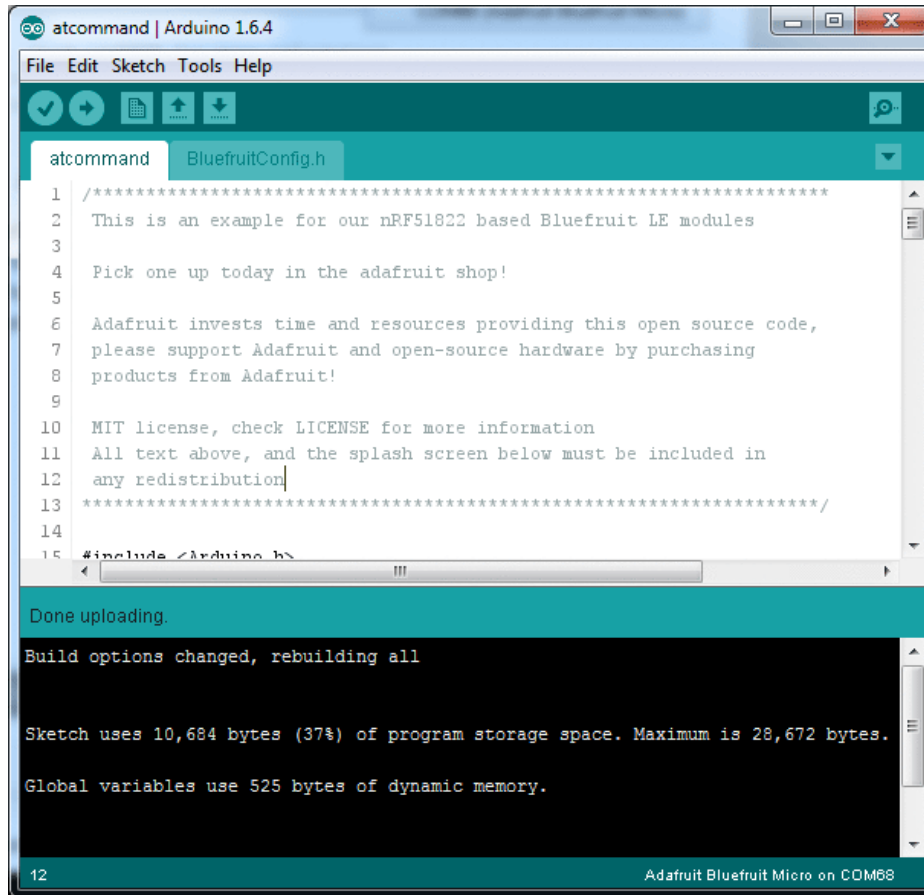 atcommand | Arduino 1.6.4
File Edit Sketch Tools Help
atcommand BluefruitConfig.h
1 /**********************************************************************
2 This is an example for our nRF51822 based Bluefruit LE modules
3
4 Pick one up today in the adafruit shop!
5
6 Adafruit invests time and resources providing this open source code,
7 please support Adafruit and open-source hardware by purchasing
8 products from Adafruit!
9
10 MIT license, check LICENSE for more information
11 All text above, and the splash screen below must be included in
12 any redistribution
13 **********************************************************************/
14
15 #include <Arduino.h>
Done uploading.
Build options changed, rebuilding all
Sketch uses 10,684 bytes (37%) of program storage space. Maximum is 28,672 bytes.
Global variables use 525 bytes of dynamic memory.
12 Adafruit Bluefruit Micro on COM68